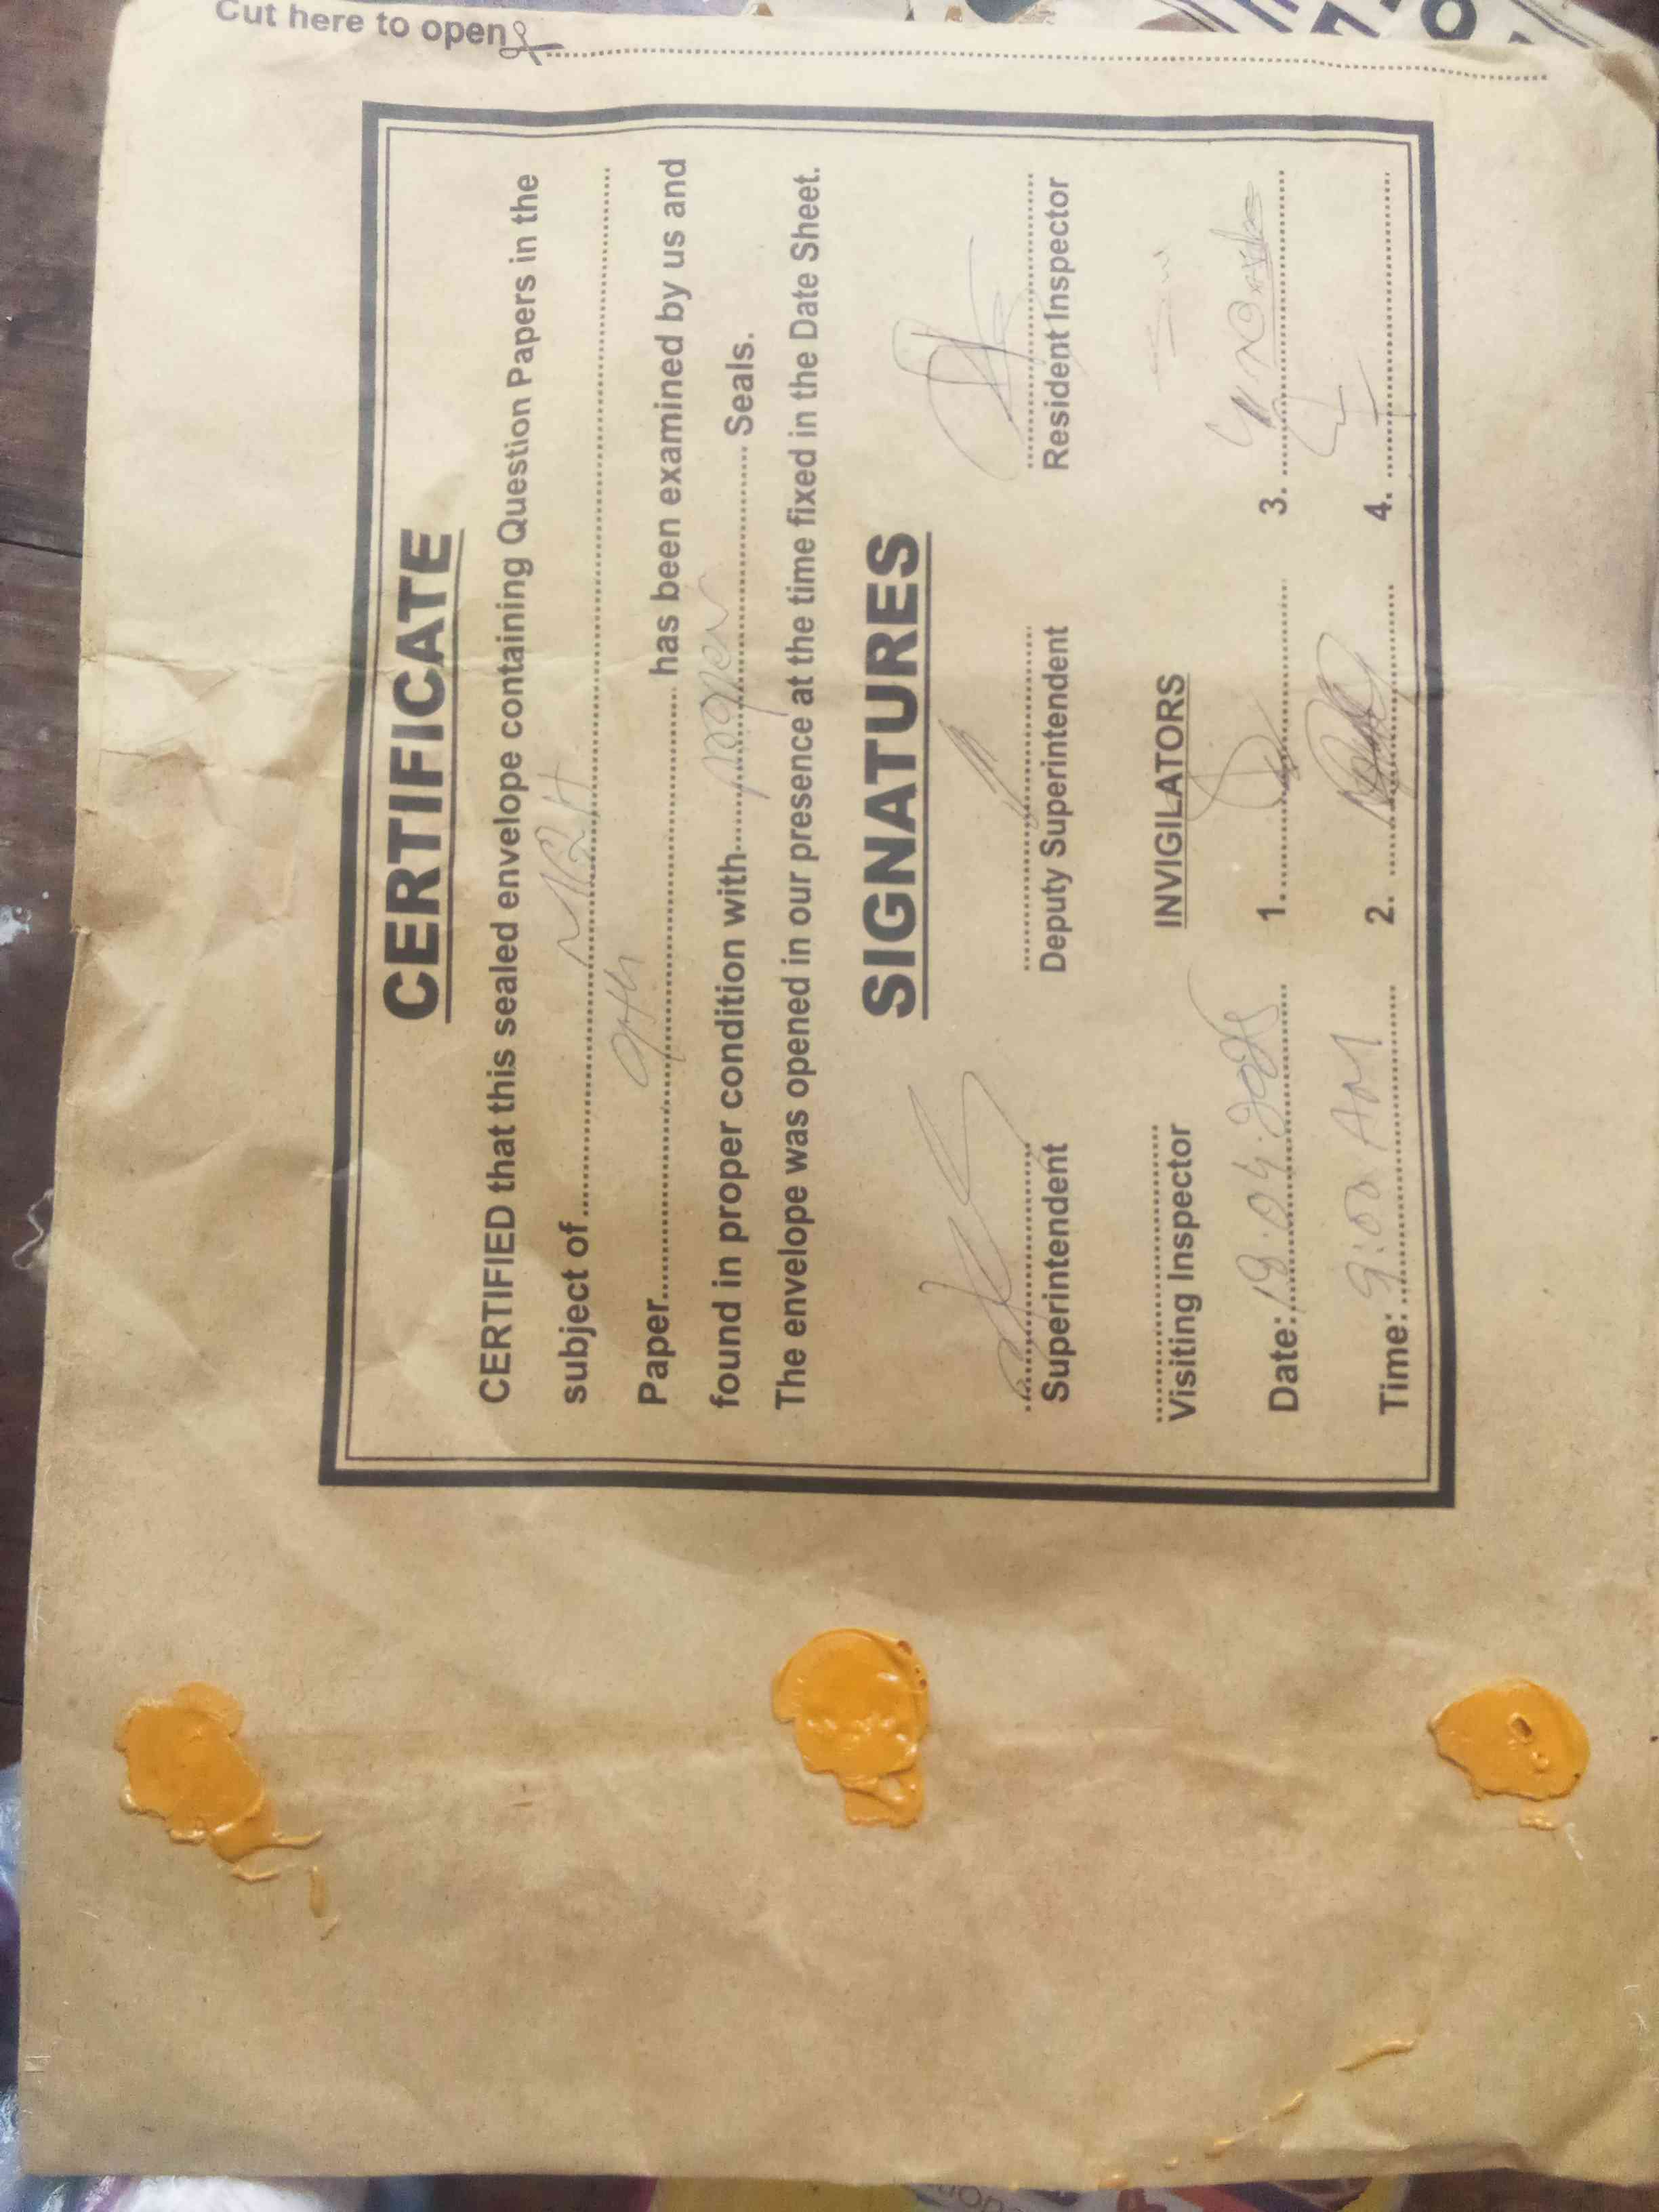 Cut here to open
CERTIFICATE
CERTIFIED that this sealed envelope containing Question Papers in the
subject of
Paper 9th has been examined by us and
found in proper condition with proper Seals.
The envelope was opened in our presence at the time fixed in the Date Sheet.
SIGNATURES
Superintendent Deputy Superintendent Resident Inspector
Visiting Inspector INVIGILATORS
Date: 1. 3.
Time: 9:00 AM 2. 4.